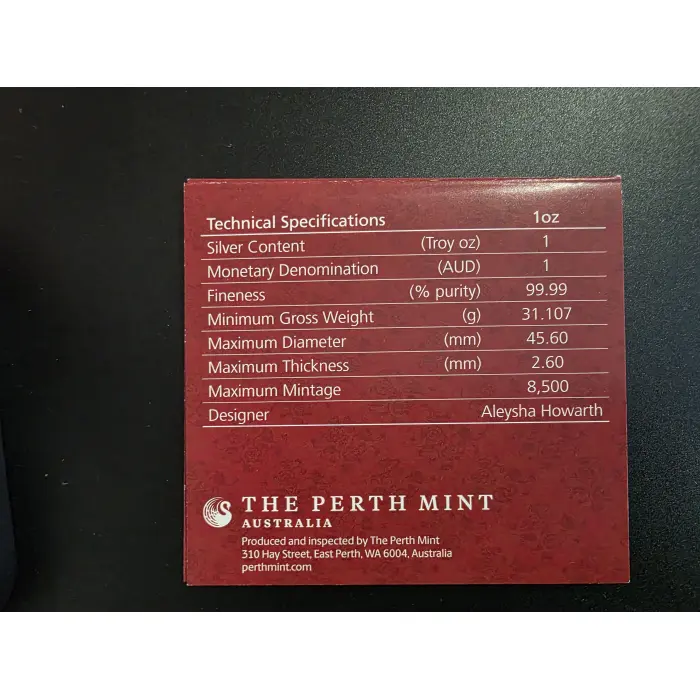 Technical Specifications 1oz
Silver Content (Troy oz) 1
Monetary Denomination (AUD) 1
Fineness (% purity) 99.99
Minimum Gross Weight (g) 31.107
Maximum Diameter (mm) 45.60
Maximum Thickness (mm) 2.60
Maximum Mintage 8,500
Designer Aleysha Howarth
THE PERTH MINT
AUSTRALIA
Produced and inspected by The Perth Mint
310 Hay Street, East Perth, WA 6004, Australia
perthmint.com